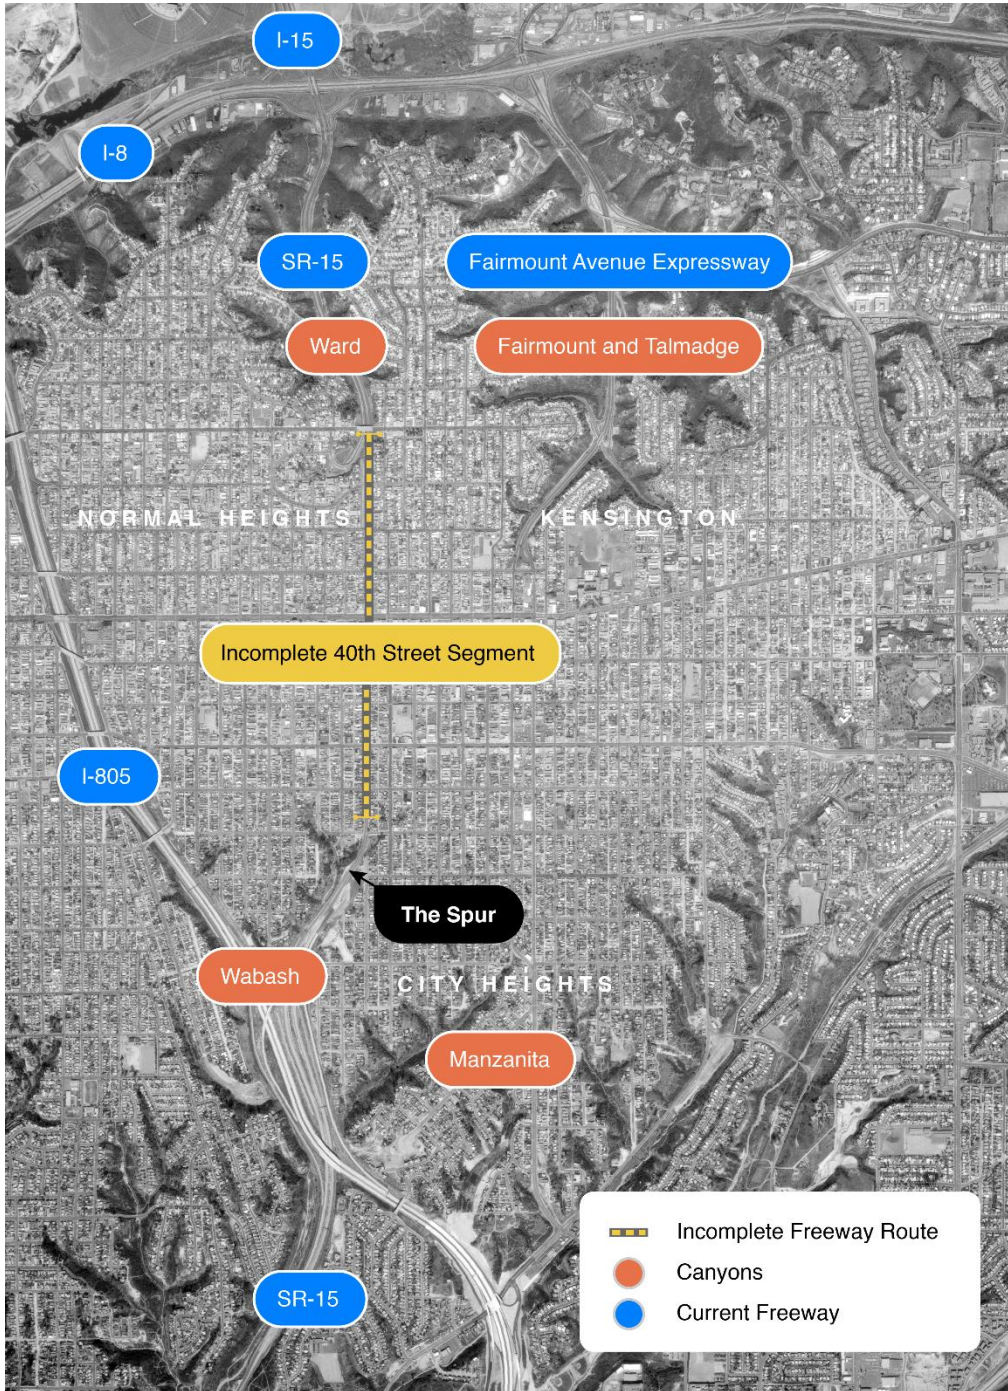 I-15
I-8
SR-15
Fairmount Avenue Expressway
Ward
Fairmount and Talmadge
NORMAL HEIGHTS
KENSINGTON
Incomplete 40th Street Segment
I-805
The Spur
Wabash
CITY HEIGHTS
Manzanita
SR-15
Incomplete Freeway Route
Canyons
Current Freeway